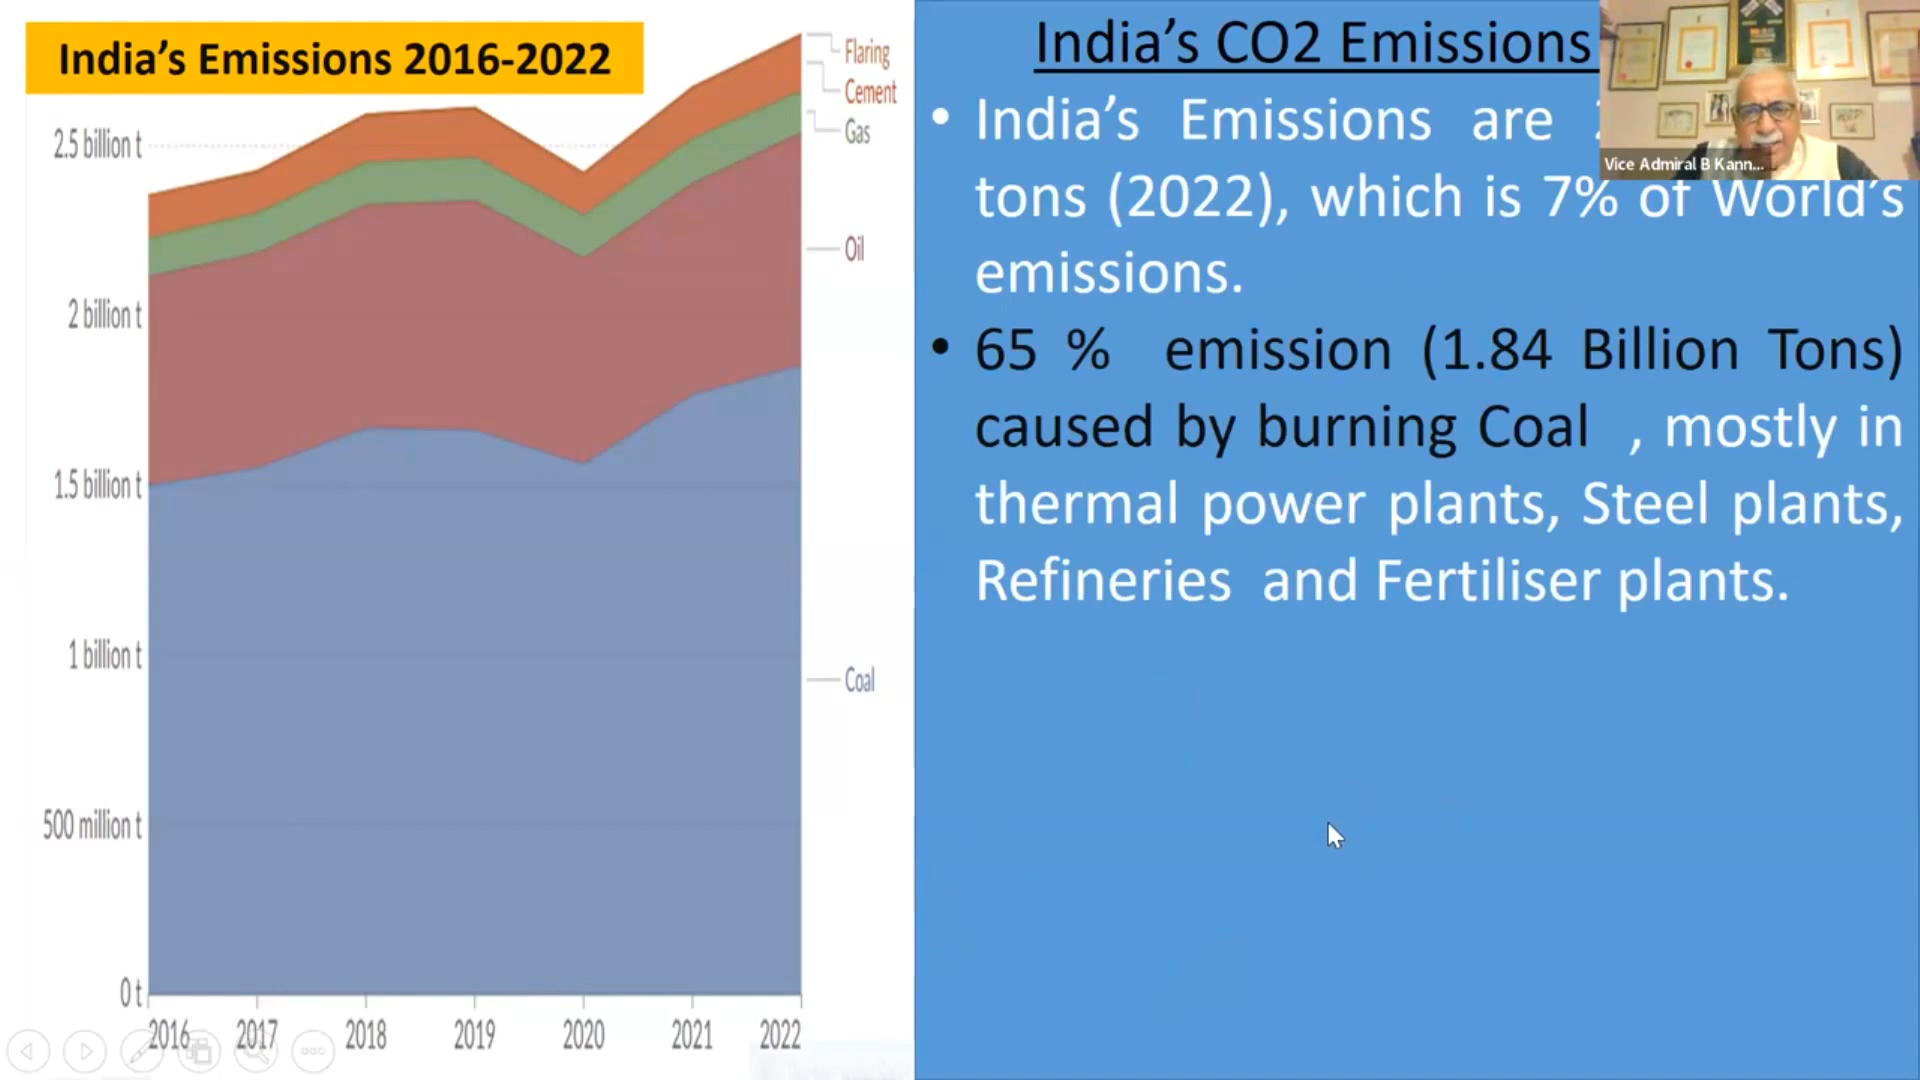 India's Emissions 2016-2022
Flaring
Cement
Gas
Oil
Coal
2.5 billion t
2 billion t
1.5 billion t
1 billion t
500 million t
0 t
2016 2017 2018 2019 2020 2021 2022
India's CO2 Emissions
• India's Emissions are
tons (2022), which is 7% of World's
emissions.
• 65 % emission (1.84 Billion Tons)
caused by burning Coal , mostly in
thermal power plants, Steel plants,
Refineries and Fertiliser plants.
Vice Admiral B Kann...